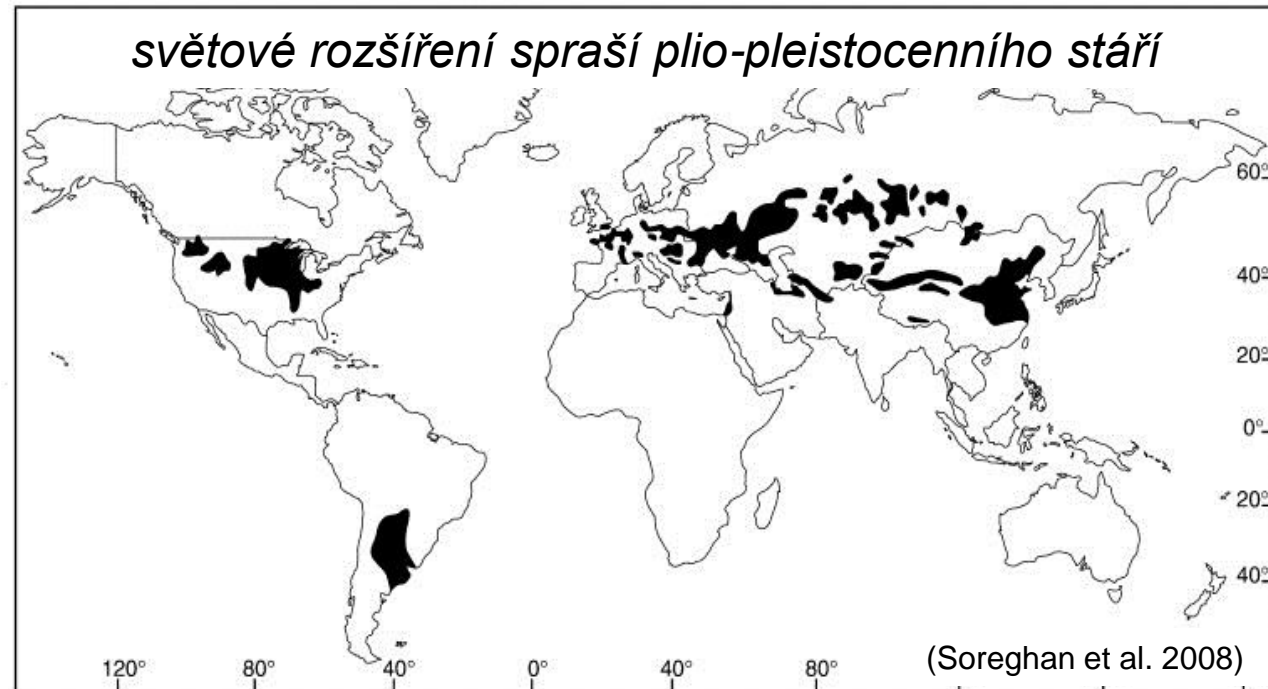 světové rozšíření spraší plio-pleistocenního stáří
60°
40°
20°
0°
20°
40°
(Soreghan et al. 2008)
120° 80° 40° 0° 40° 80°